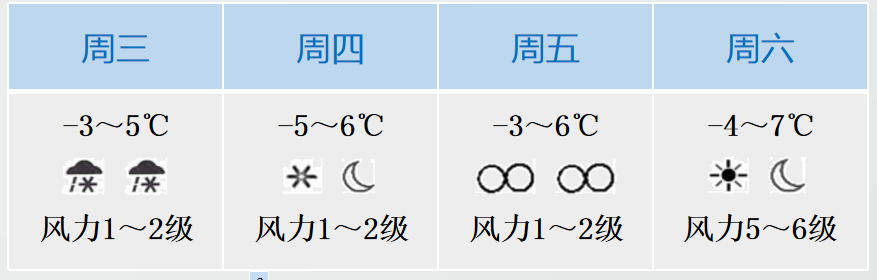 周三 周四 周五 周六
-3～5℃ -5～6℃ -3～6℃ -4～7℃
风力1～2级 风力1～2级 风力1～2级 风力5～6级